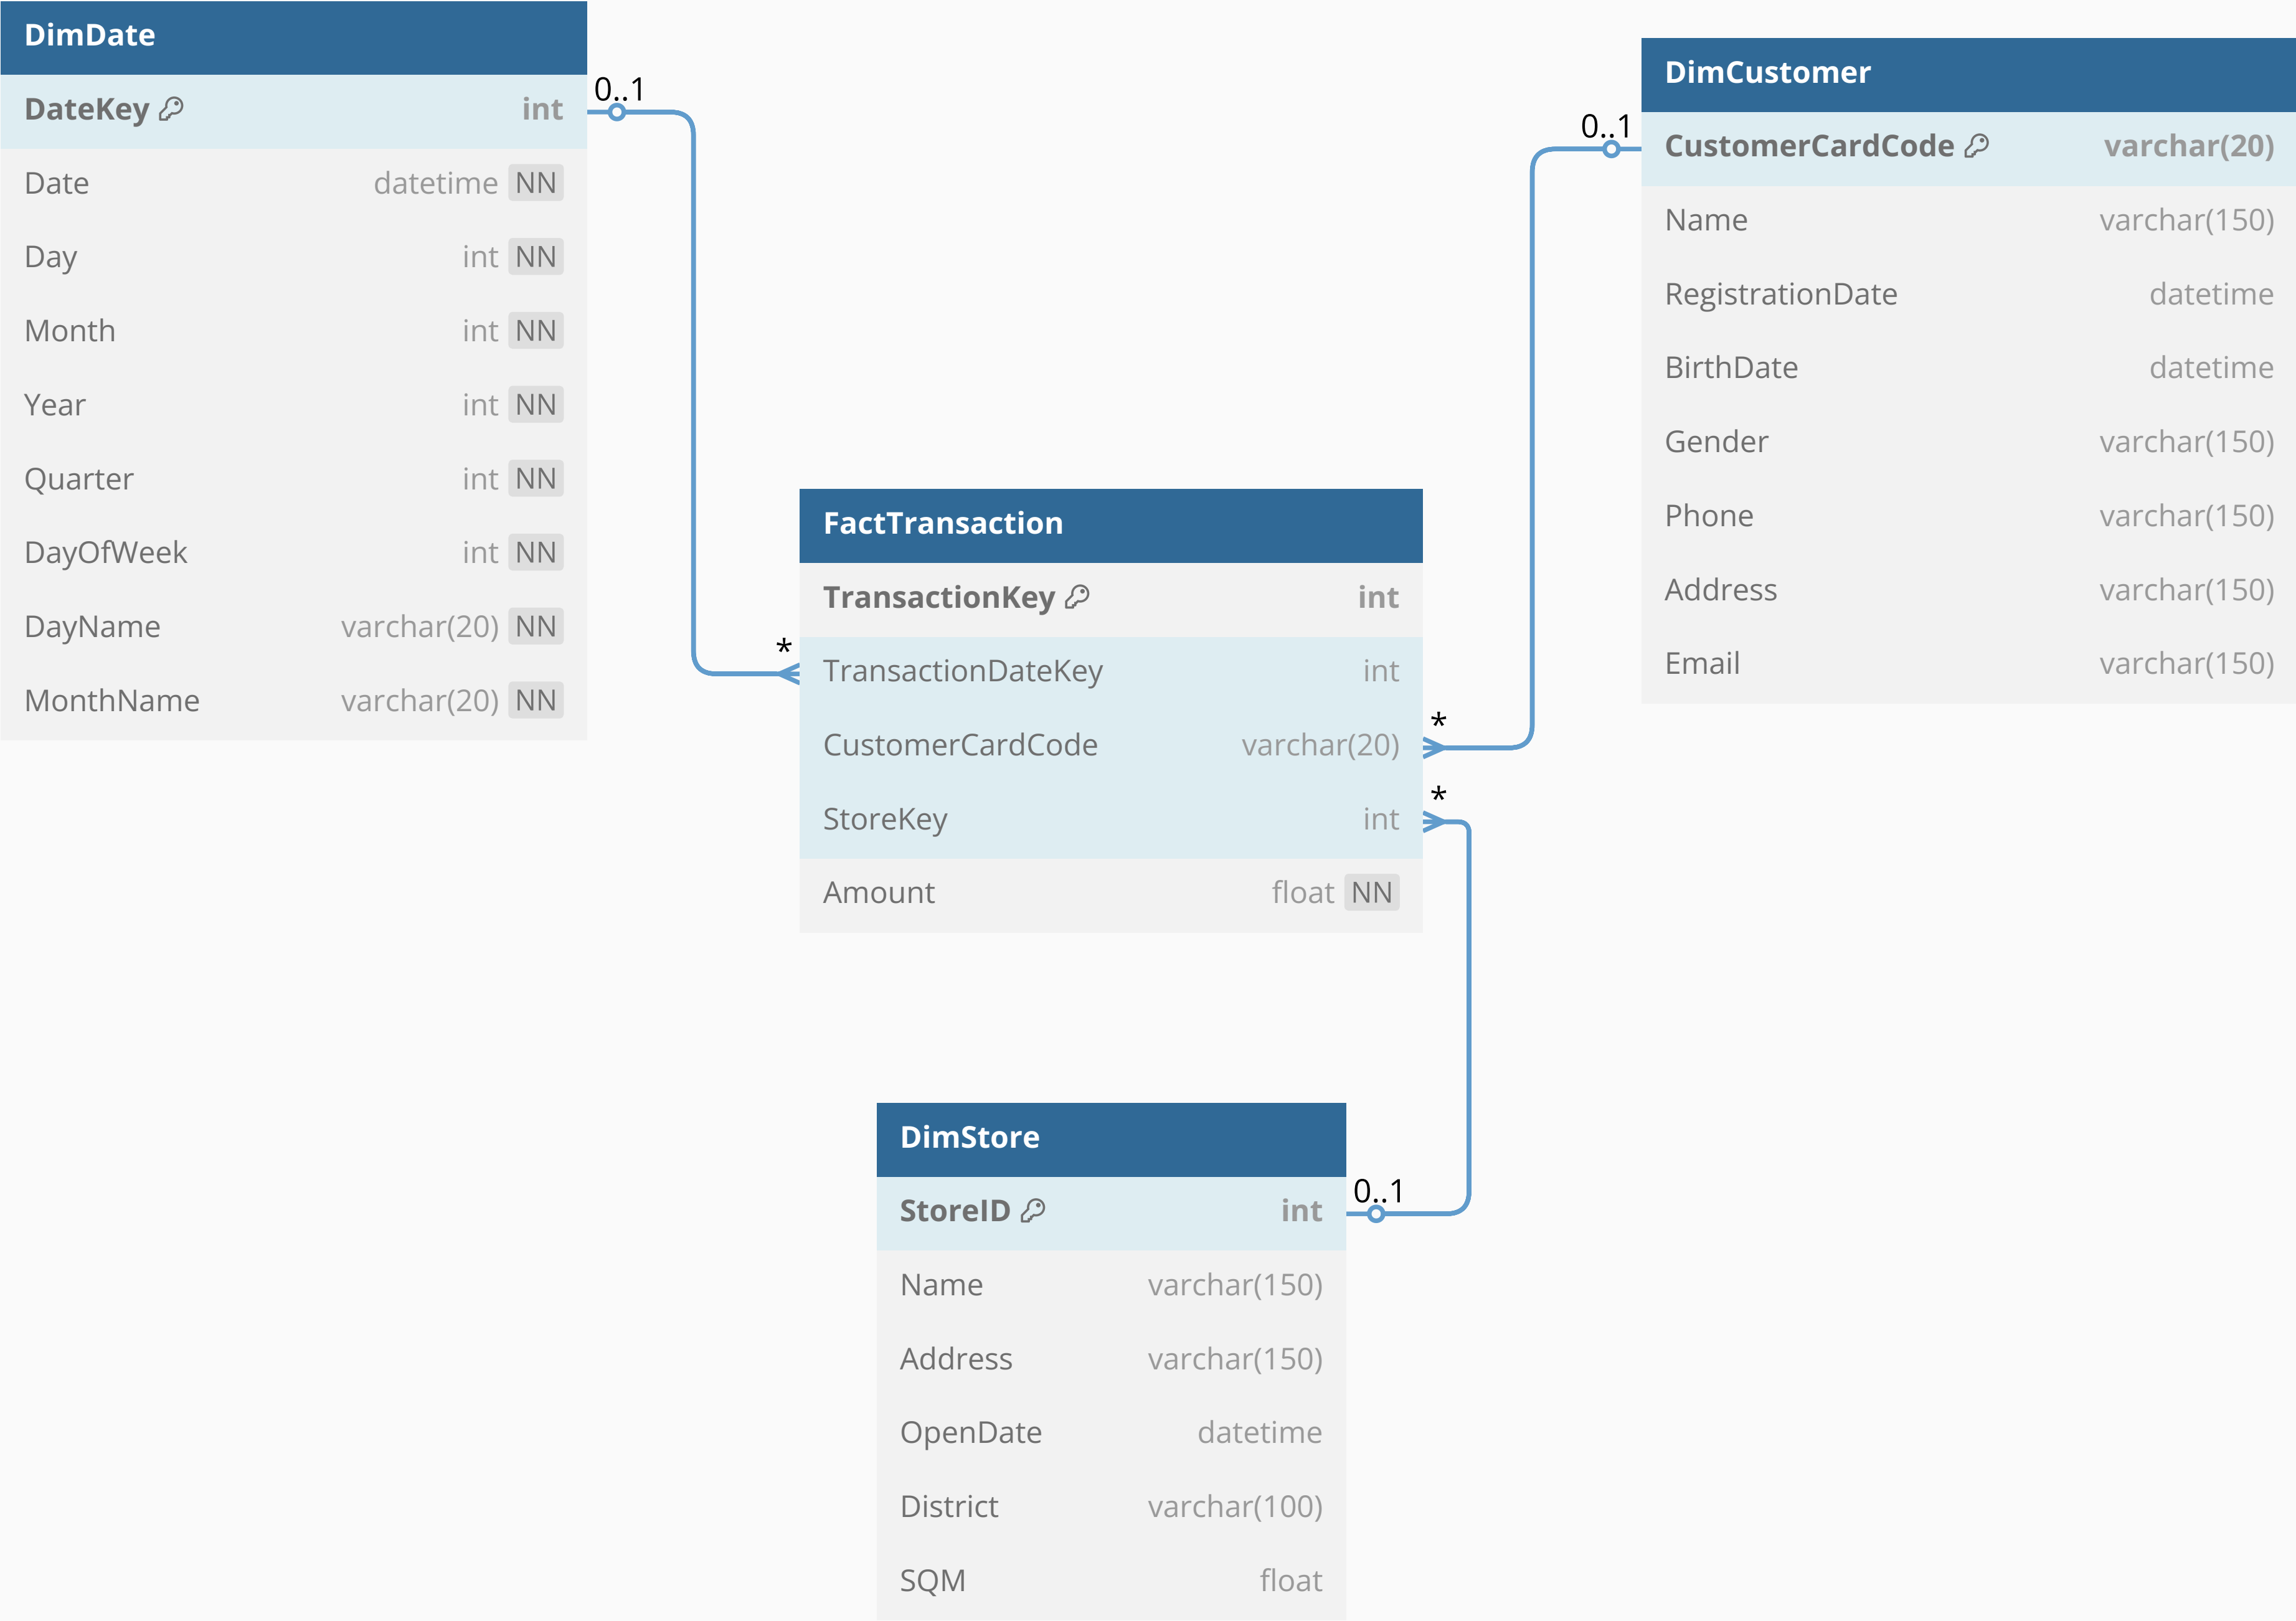 DimDate
DateKey int
Date datetime NN
Day int NN
Month int NN
Year int NN
Quarter int NN
DayOfWeek int NN
DayName varchar(20) NN
MonthName varchar(20) NN
0..1
*
DimCustomer
0..1
CustomerCardCode varchar(20)
Name varchar(150)
RegistrationDate datetime
BirthDate datetime
Gender varchar(150)
Phone varchar(150)
Address varchar(150)
Email varchar(150)
FactTransaction
TransactionKey int
TransactionDateKey int
CustomerCardCode varchar(20)
*
StoreKey int
*
Amount float NN
DimStore
StoreID int
0..1
Name varchar(150)
Address varchar(150)
OpenDate datetime
District varchar(100)
SQM float